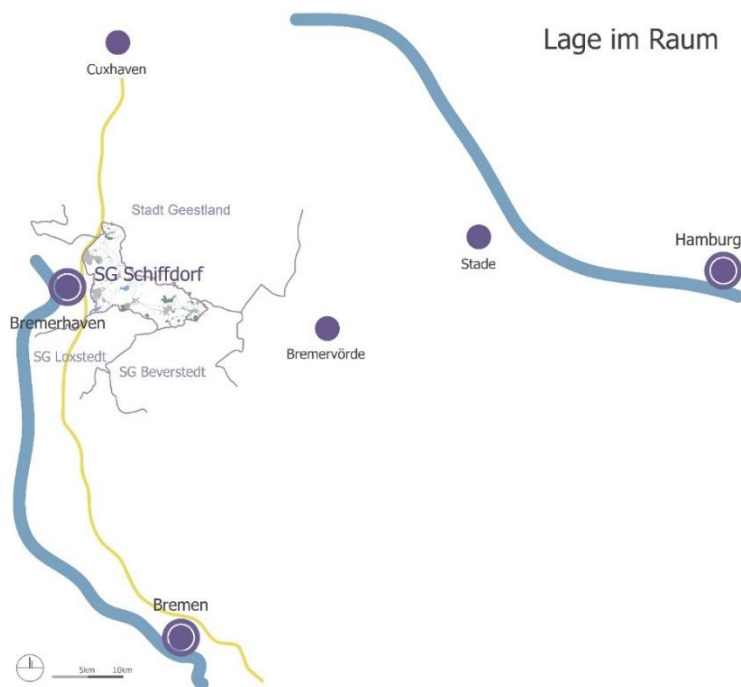 Lage im Raum
Cuxhaven
Stadt Geestland
Hamburg
Stade
SG Schiffdorf
Bremerhaven
SG Loxstedt
SG Beverstedt
Bremervörde
Bremen
5km 10km